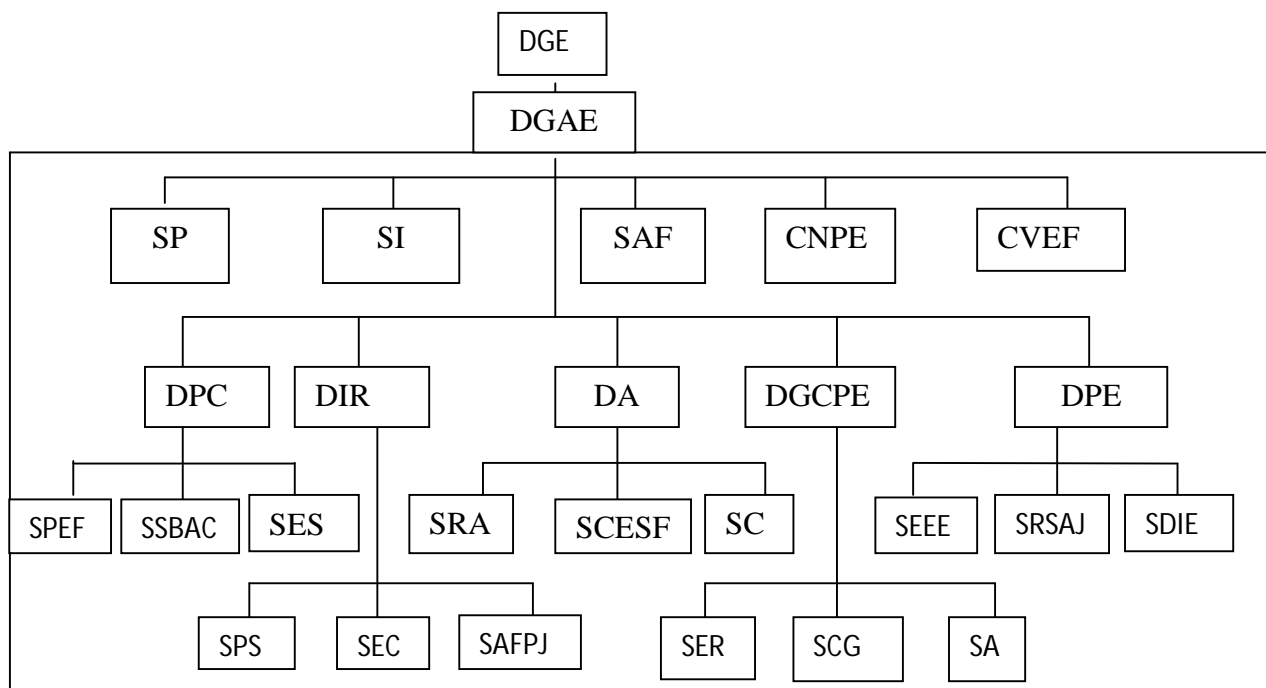 DGE
DGAE
SP SI SAF CNPE CVEF
DPC DIR DA DGCPE DPE
SPEF SSBAC SES SRA SCESF SC SEEE SRSAJ SDIE
SPS SEC SAFPJ SER SCG SA